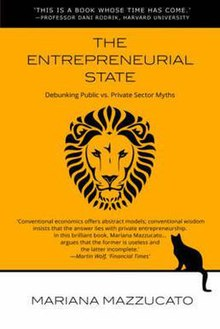 'THIS IS A BOOK WHOSE TIME HAS COME.'
—PROFESSOR DANI RODRIK, HARVARD UNIVERSITY
THE
ENTREPRENEURIAL
STATE
Debunking Public vs. Private Sector Myths
'Conventional economics offers abstract models; conventional wisdom
insists that the answer lies with private entrepreneurship.
In this brilliant book, Mariana Mazzucato...
argues that the former is useless and
the latter incomplete.'
—Martin Wolf, 'Financial Times'
MARIANA MAZZUCATO